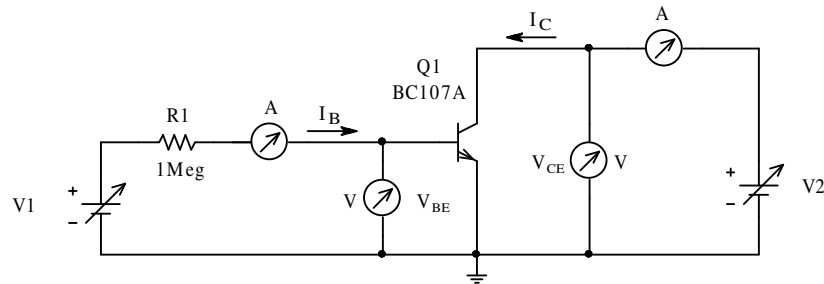 I_C
A
Q1
BC107A
R1
A
I_B
1Meg
V_CE
V
+
V1
-
V
V_BE
+
V2
-